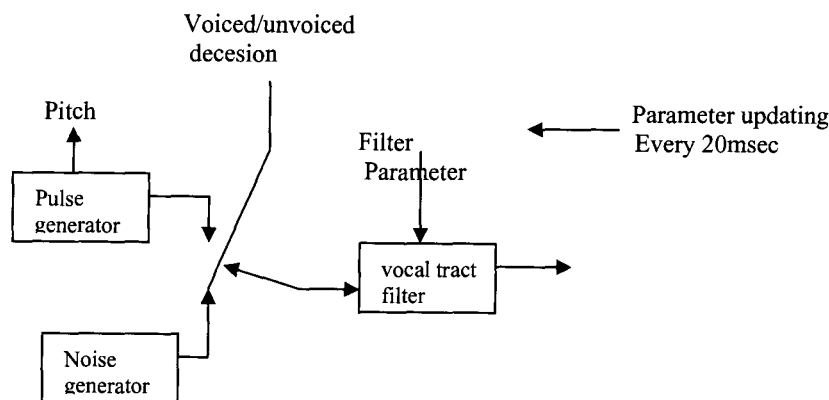 Voiced/unvoiced
decesion
Pitch
Parameter updating
Every 20msec
Filter
Parameter
Pulse
generator
vocal tract
filter
Noise
generator